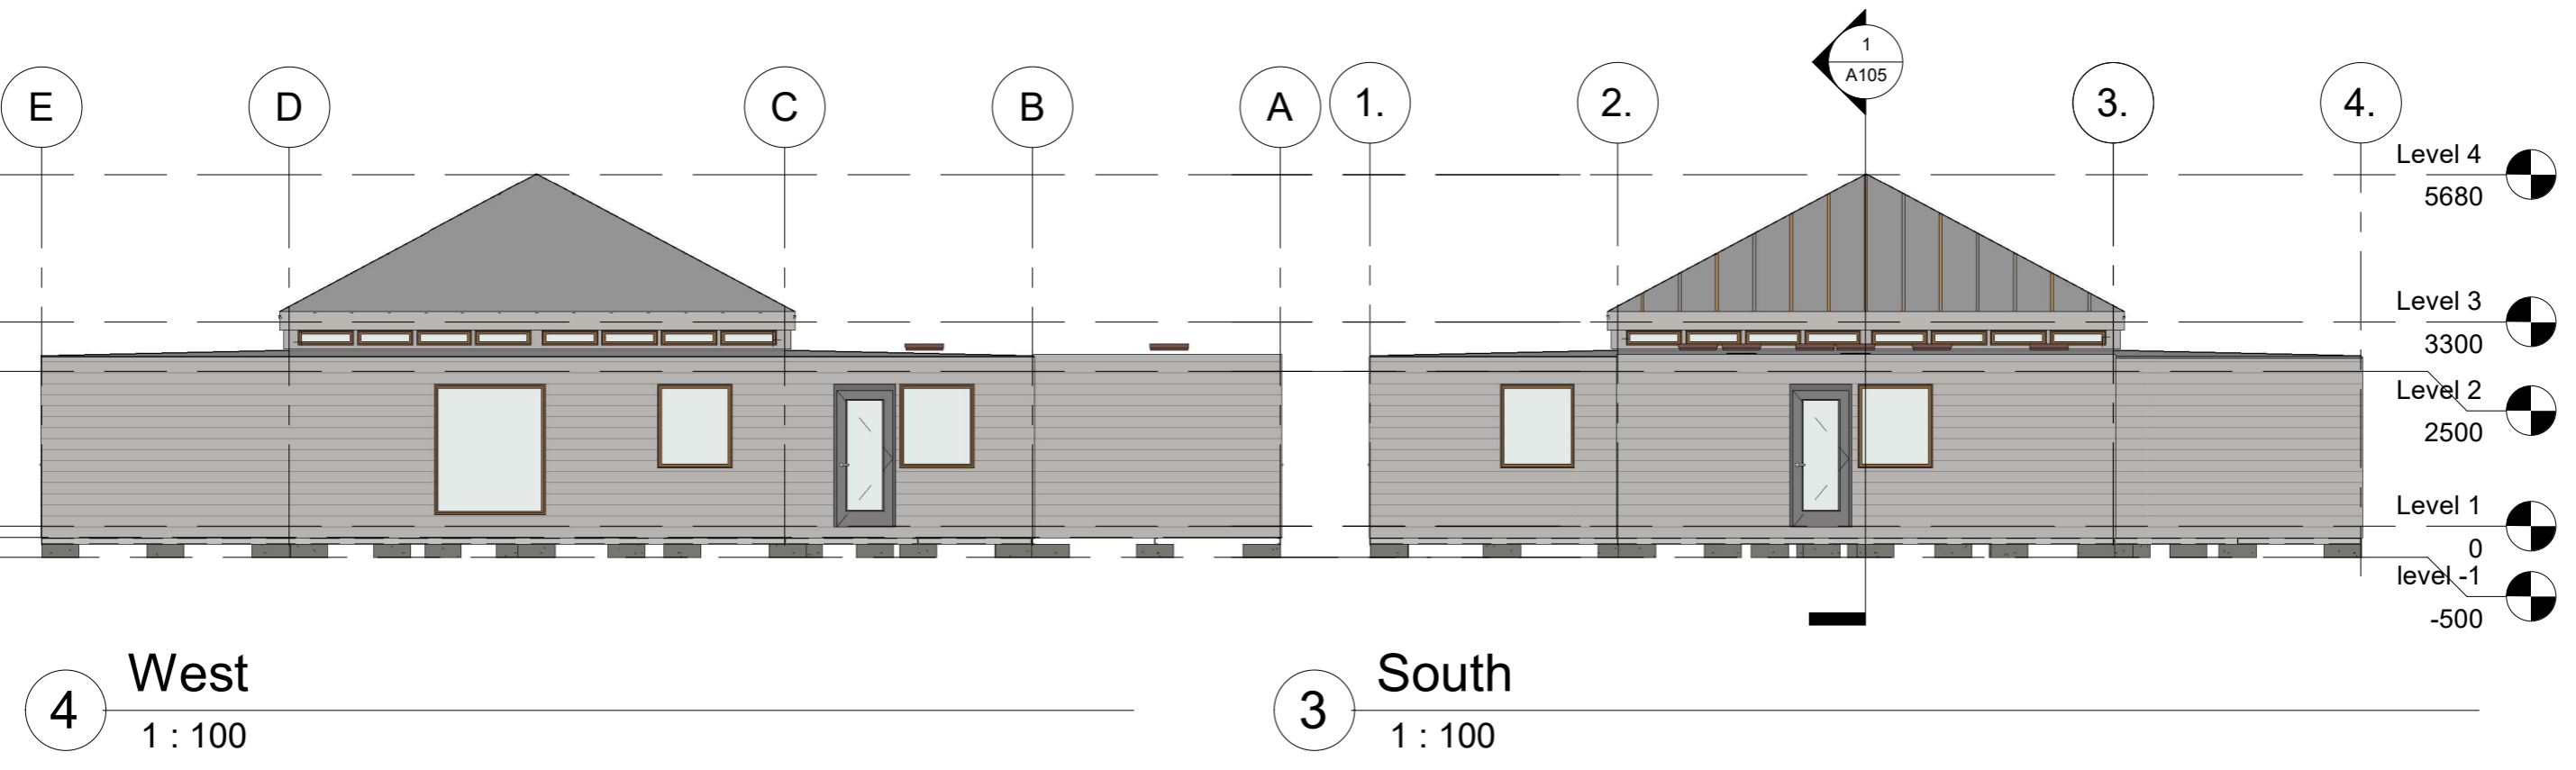 E D C B A 1. 2. 3. 4.
1
A105
Level 4
5680
Level 3
3300
Level 2
2500
Level 1
0
level -1
-500
4 West
1 : 100
3 South
1 : 100